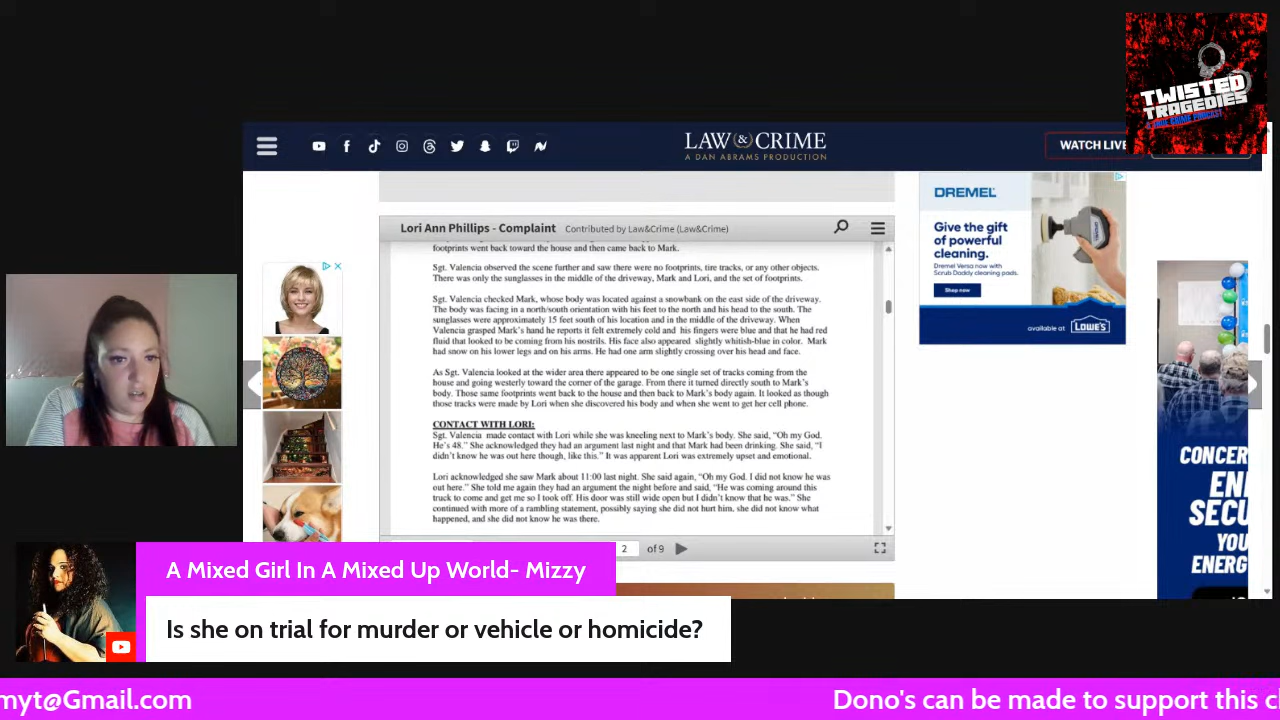 TWISTED
TRAGEDIES
A TRUE CRIME PODCAST
LAW & CRIME
A DAN ABRAMS PRODUCTION
WATCH LIVE
Lori Ann Phillips - Complaint Contributed by Law&Crime (Law&Crime)
footprints went back toward the house and then came back to Mark.
Sgt. Valencia observed the scene further and saw there were no footprints, tire tracks, or any other objects.
There was only the sunglasses in the middle of the driveway, Mark and Lori, and the set of footprints.
Sgt. Valencia checked Mark, whose body was located against a snowbank on the east side of the driveway.
The body was facing in a north/south orientation with his feet to the north and his head to the south. The
sunglasses were approximately 15 feet south of his location and in the middle of the driveway. When
Valencia grasped Mark's hand he reports it felt extremely cold and his fingers were blue and that he had red
fluid that looked to be coming from his nostrils. His face also appeared slightly whitish-blue in color. Mark
had snow on his lower legs and on his arms. He had one arm slightly crossing over his head and face.
As Sgt. Valencia looked at the wider area there appeared to be one single set of tracks coming from the
house and going westerly toward the corner of the garage. From there it turned directly south to Mark's
body. Those same footprints went back to the house and then back to Mark's body again. It looked as though
those tracks were made by Lori when she discovered his body and when she went to get her cell phone.
CONTACT WITH LORI:
Sgt. Valencia made contact with Lori while she was kneeling next to Mark's body. She said, "Oh my God.
He's 48." She acknowledged they had an argument last night and that Mark had been drinking. She said, "I
didn't know he was out here though, like this." It was apparent Lori was extremely upset and emotional.
Lori acknowledged she saw Mark about 11:00 last night. She said again, "Oh my God. I did not know he was
out here." She told me again they had an argument the night before and said, "He was coming around this
truck to come and get me so I took off. His door was still wide open but I didn't know that he was." She
continued with more of a rambling statement, possibly saying she did not hurt him, she did not know what
happened, and she did not know he was there.
2 of 9
DREMEL
Give the gift
of powerful
cleaning.
Dremel Versa now with
Scrub Daddy cleaning pads.
Shop now
available at LOWE'S
CONCER
EN
SECU
YOU
ENERG
A Mixed Girl In A Mixed Up World- Mizzy
Is she on trial for murder or vehicle or homicide?
myt@Gmail.com
Dono's can be made to support this c